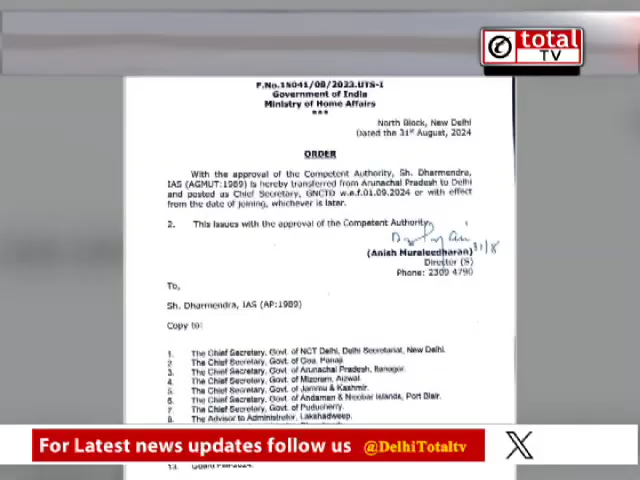 total
TV
F.No.15041/08/2023.UTS-I
Government of India
Ministry of Home Affairs
***
North Block, New Delhi
Dated the 31st August, 2024
ORDER
With the approval of the Competent Authority, Sh. Dharmendra,
IAS (AGMUT:1989) is hereby transferred from Arunachal Pradesh to Delhi
and posted as Chief Secretary, GNCTD w.e.f.01.09.2024 or with effect
from the date of joining, whichever is later.
2. This issues with the approval of the Competent Authority.
31/8
(Anish Muraleedharan)
Director (S)
Phone: 2309 4790
To,
Sh. Dharmendra, IAS (AP:1989)
Copy to:
1. The Chief Secretary, Govt. of NCT Delhi, Delhi Secretariat, New Delhi.
2. The Chief Secretary, Govt. of Goa, Panaji.
3. The Chief Secretary, Govt. of Arunachal Pradesh, Itanagar.
4. The Chief Secretary, Govt. of Mizoram, Aizwal.
5. The Chief Secretary, Govt. of Jammu & Kashmir.
6. The Chief Secretary, Govt. of Andaman & Nicobar Islands, Port Blair.
7. The Chief Secretary, Govt. of Puducherry.
8. The Advisor to Administrator, Lakshadweep.
For Latest news updates follow us @DelhiTotaltv
13. Guard File-2024.